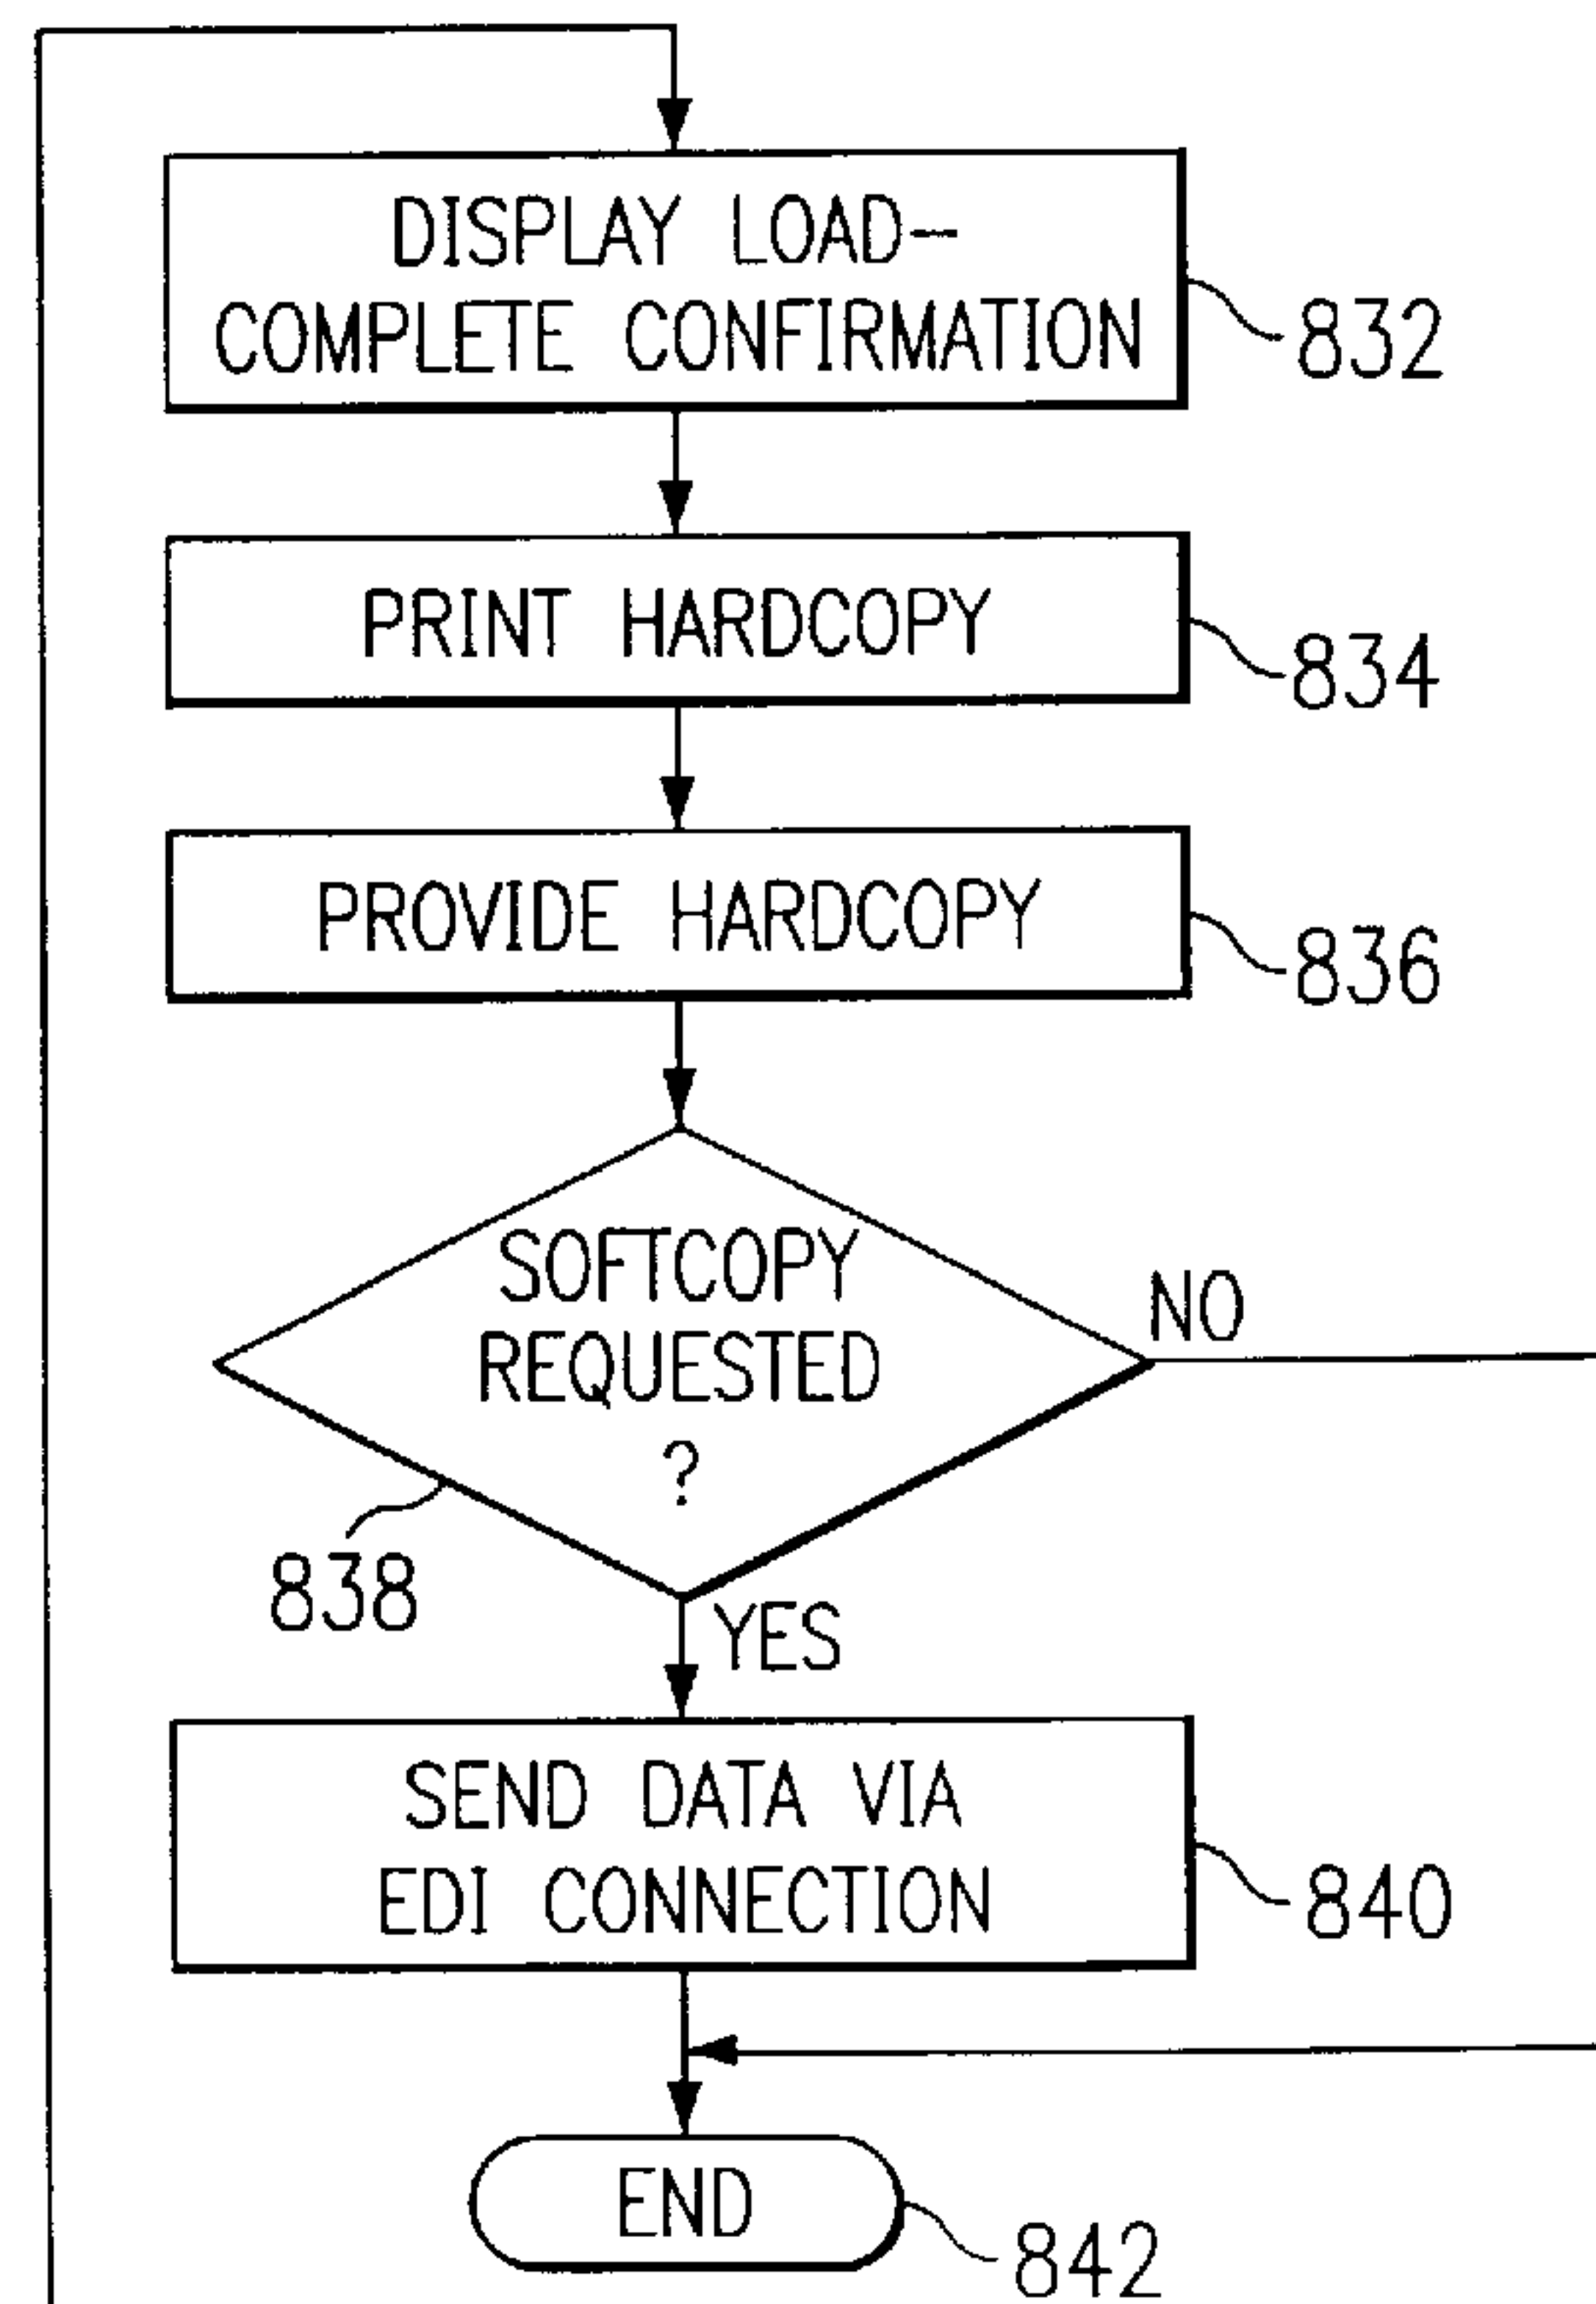 DISPLAY LOAD-
COMPLETE CONFIRMATION
832
PRINT HARDCOPY
834
PROVIDE HARDCOPY
836
SOFTCOPY
REQUESTED
?
NO
838
YES
SEND DATA VIA
EDI CONNECTION
840
END
842